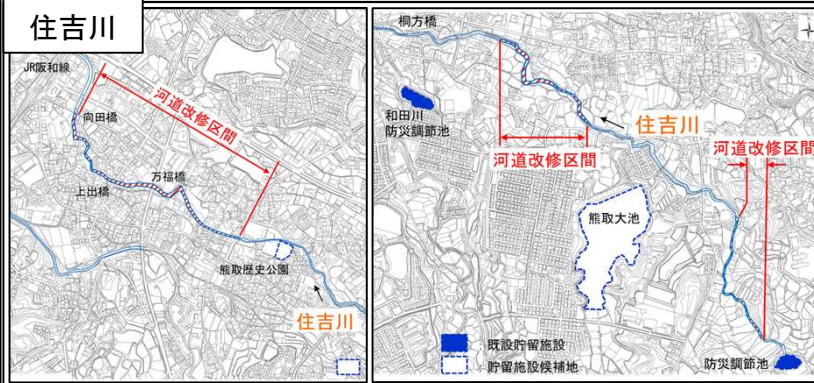 住吉川
JR阪和線
河道改修区間
向田橋
万福橋
上出橋
熊取歴史公園
住吉川
桐方橋
和田川
防災調節池
住吉川
河道改修区間
河道改修区間
熊取大池
既設貯留施設
貯留施設候補地
防災調節池